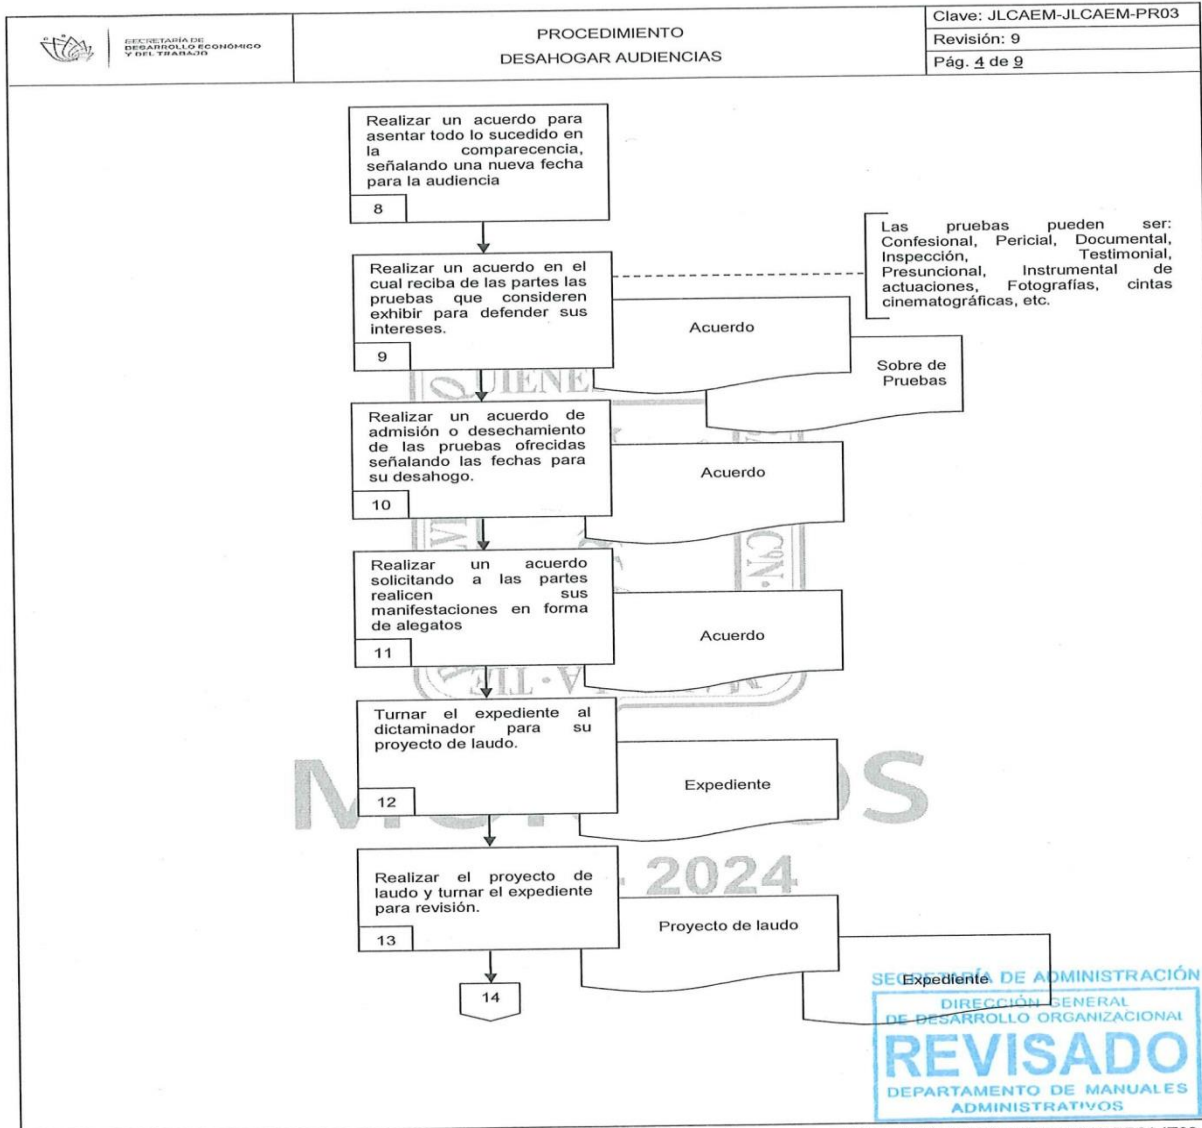 SECRETARÍA DE
DESARROLLO ECONÓMICO
Y DEL TRABAJO
PROCEDIMIENTO
DESAHOGAR AUDIENCIAS
Clave: JLCAEM-JLCAEM-PR03
Revisión: 9
Pág. 4 de 9
Realizar un acuerdo para
asentar todo lo sucedido en
la comparecencia,
señalando una nueva fecha
para la audiencia
8
Las pruebas pueden ser:
Confesional, Pericial, Documental,
Inspección, Testimonial,
Presuncional, Instrumental de
actuaciones, Fotografías, cintas
cinematográficas, etc.
Realizar un acuerdo en el
cual reciba de las partes las
pruebas que consideren
exhibir para defender sus
intereses.
9
Acuerdo
Sobre de
Pruebas
Realizar un acuerdo de
admisión o desechamiento
de las pruebas ofrecidas
señalando las fechas para
su desahogo.
10
Acuerdo
Realizar un acuerdo
solicitando a las partes
realicen sus
manifestaciones en forma
de alegatos
11
Acuerdo
Turnar el expediente al
dictaminador para su
proyecto de laudo.
12
Expediente
Realizar el proyecto de
laudo y turnar el expediente
para revisión.
13
Proyecto de laudo
Expediente
14
2024
SECRETARÍA DE ADMINISTRACIÓN
DIRECCIÓN GENERAL
DE DESARROLLO ORGANIZACIONAL
REVISADO
DEPARTAMENTO DE MANUALES
ADMINISTRATIVOS